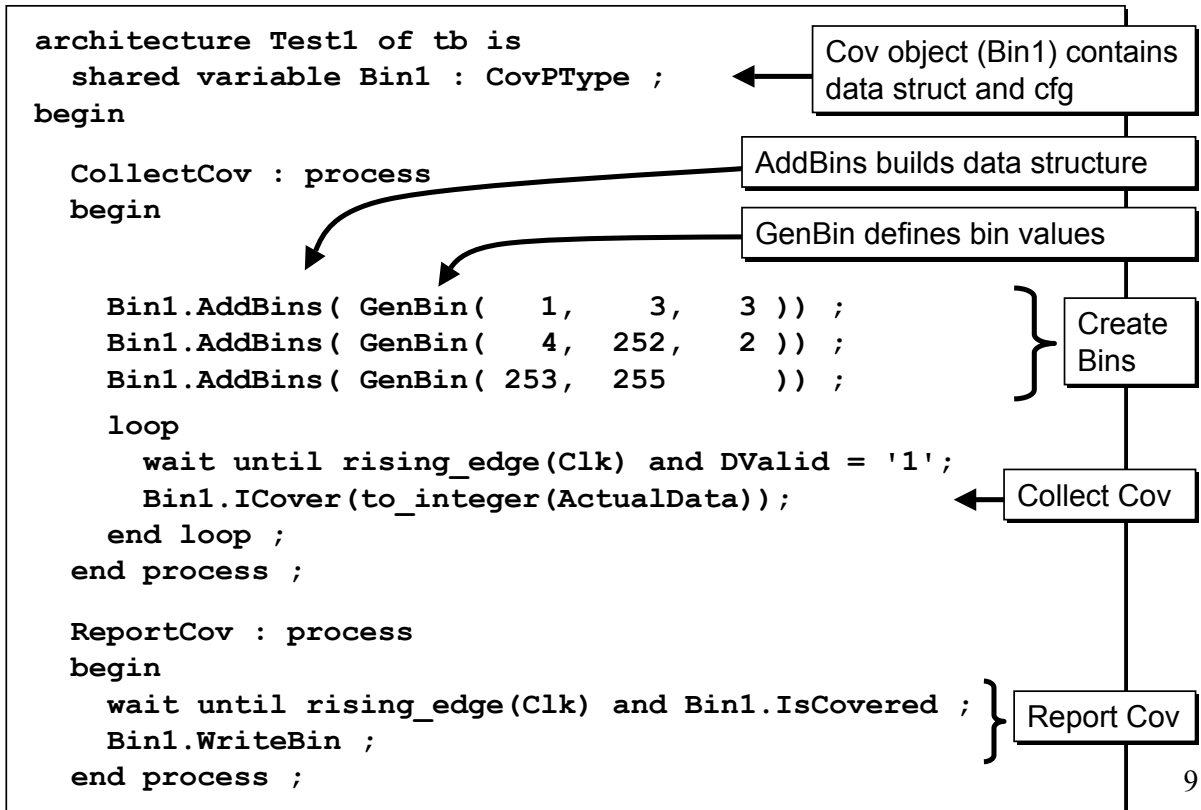 architecture Test1 of tb is
  shared variable Bin1 : CovPType ;
begin
Cov object (Bin1) contains
data struct and cfg
  CollectCov : process
  begin
AddBins builds data structure
GenBin defines bin values
    Bin1.AddBins( GenBin(   1,     3,    3 )) ;
    Bin1.AddBins( GenBin(   4,   252,    2 )) ;
    Bin1.AddBins( GenBin( 253,   255       )) ;
Create
Bins
    loop
      wait until rising_edge(Clk) and DValid = '1';
      Bin1.ICover(to_integer(ActualData));
Collect Cov
    end loop ;
  end process ;
  ReportCov : process
  begin
    wait until rising_edge(Clk) and Bin1.IsCovered ;
    Bin1.WriteBin ;
Report Cov
  end process ;
9